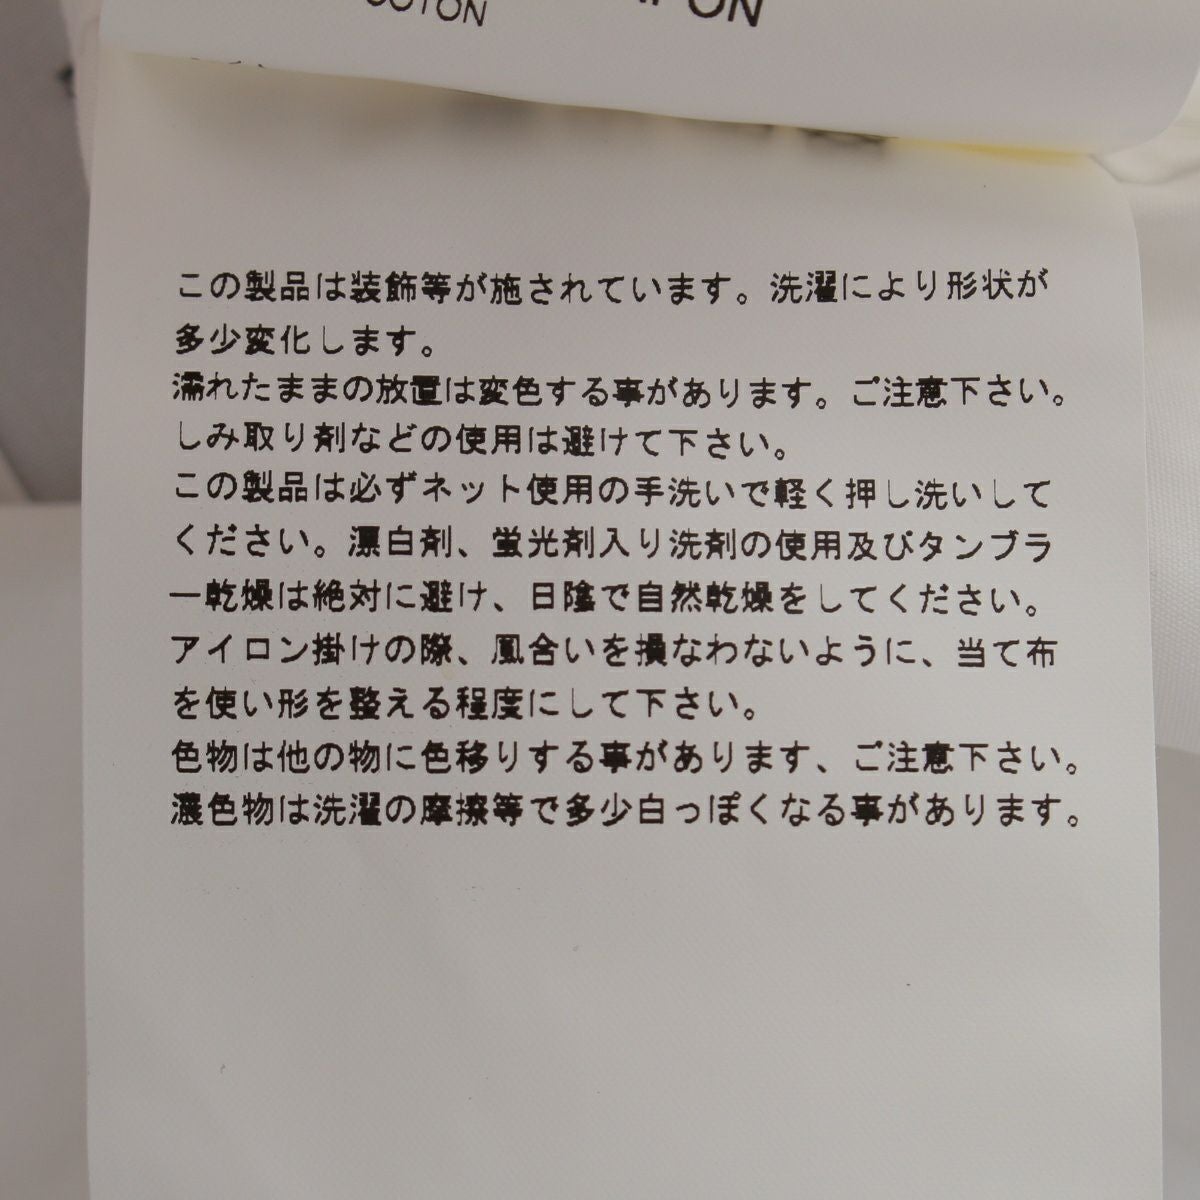 COTON
この製品は装飾等が施されています。洗濯により形状が
多少変化します。
濡れたままの放置は変色する事があります。ご注意下さい。
しみ取り剤などの使用は避けて下さい。
この製品は必ずネット使用の手洗いで軽く押し洗いして
ください。漂白剤、蛍光剤入り洗剤の使用及びタンブラ
ー乾燥は絶対に避け、日陰で自然乾燥をしてください。
アイロン掛けの際、風合いを損なわないように、当て布
を使い形を整える程度にして下さい。
色物は他の物に色移りする事があります、ご注意下さい。
濃色物は洗濯の摩擦等で多少白っぽくなる事があります。